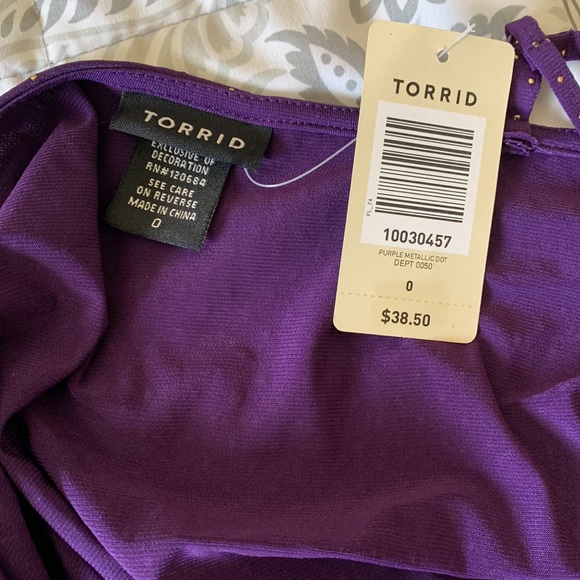 TORRID
EXCLUSIVE OF
DECORATION
RN#120684
SEE CARE
ON REVERSE
MADE IN CHINA
0
TORRID
FL_74
10030457
PURPLE METALLIC DOT
DEPT 0050
0
$38.50